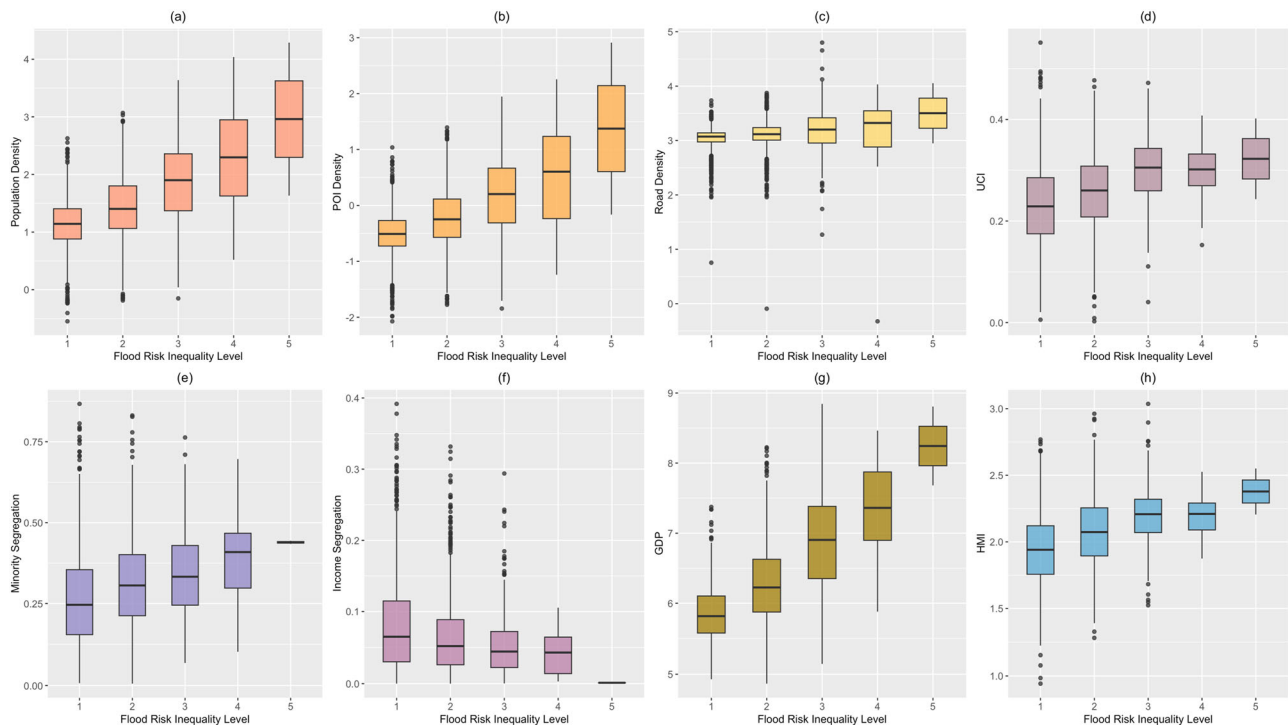 (a)
Population Density
4
3
2
1
0
1 2 3 4 5
Flood Risk Inequality Level
(b)
POI Density
3
2
1
0
-1
-2
1 2 3 4 5
Flood Risk Inequality Level
(c)
Road Density
5
4
3
2
1
0
1 2 3 4 5
Flood Risk Inequality Level
(d)
UCI
0.4
0.2
0.0
1 2 3 4 5
Flood Risk Inequality Level
(e)
Minority Segregation
0.75
0.50
0.25
0.00
1 2 3 4 5
Flood Risk Inequality Level
(f)
Income Segregation
0.4
0.3
0.2
0.1
0.0
1 2 3 4 5
Flood Risk Inequality Level
(g)
GDP
9
8
7
6
5
1 2 3 4 5
Flood Risk Inequality Level
(h)
HMI
3.0
2.5
2.0
1.5
1.0
1 2 3 4 5
Flood Risk Inequality Level